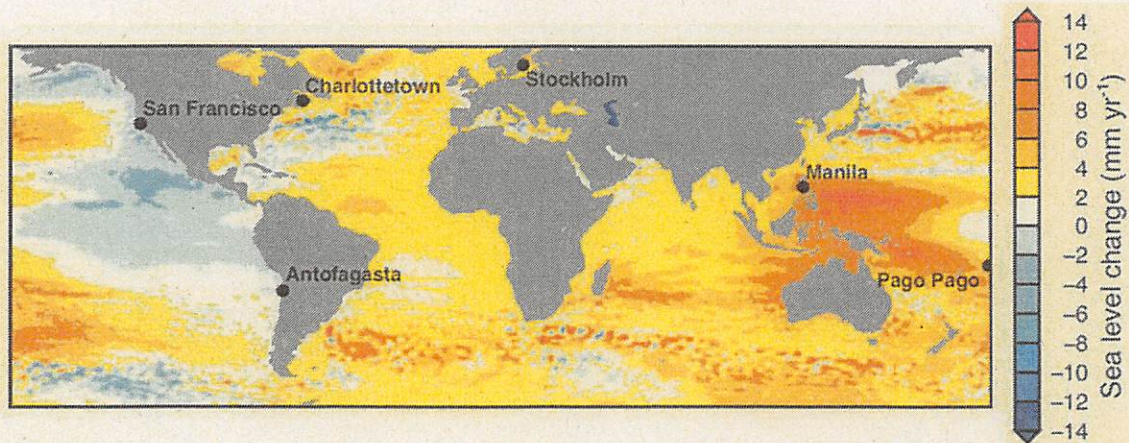 Stockholm
Charlottetown
San Francisco
Manila
Antofagasta
Pago Pago
14
12
10
8
6
4
2
0
−2
−4
−6
−8
−10
−12
−14
Sea level change (mm yr⁻¹)